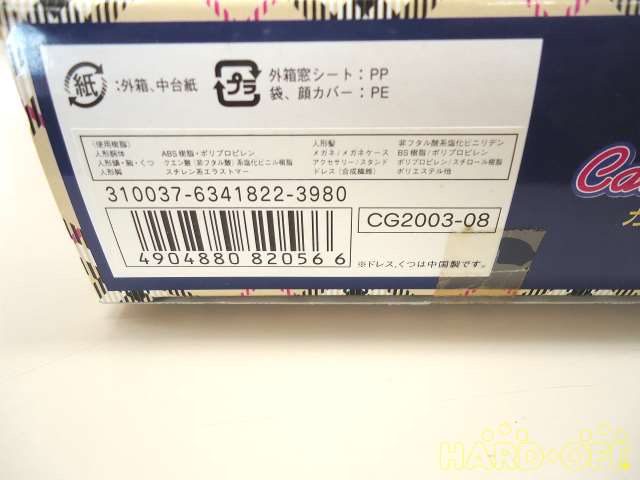 紙 :外箱、中台紙
プラ 外箱窓シート:PP
袋、顔カバー:PE
〈使用樹脂〉
人形胴体 ABS樹脂・ポリプロピレン
人形頭・腕・くつ クエン酸(非フタル酸)系塩化ビニル樹脂
人形胸 スチレン系エラストマー
人形髪 非フタル酸系塩化ビニリデン
メガネ/メガネケース BS樹脂/ポリプロピレン
アクセサリー/スタンド ポリプロピレン/スチロール樹脂
ドレス(合成繊維) ポリエステル他
310037-6341822-3980
CG2003-08
4904880 820566
※ドレス、くつは中国製です。
Ca
カ
HARD・OFF